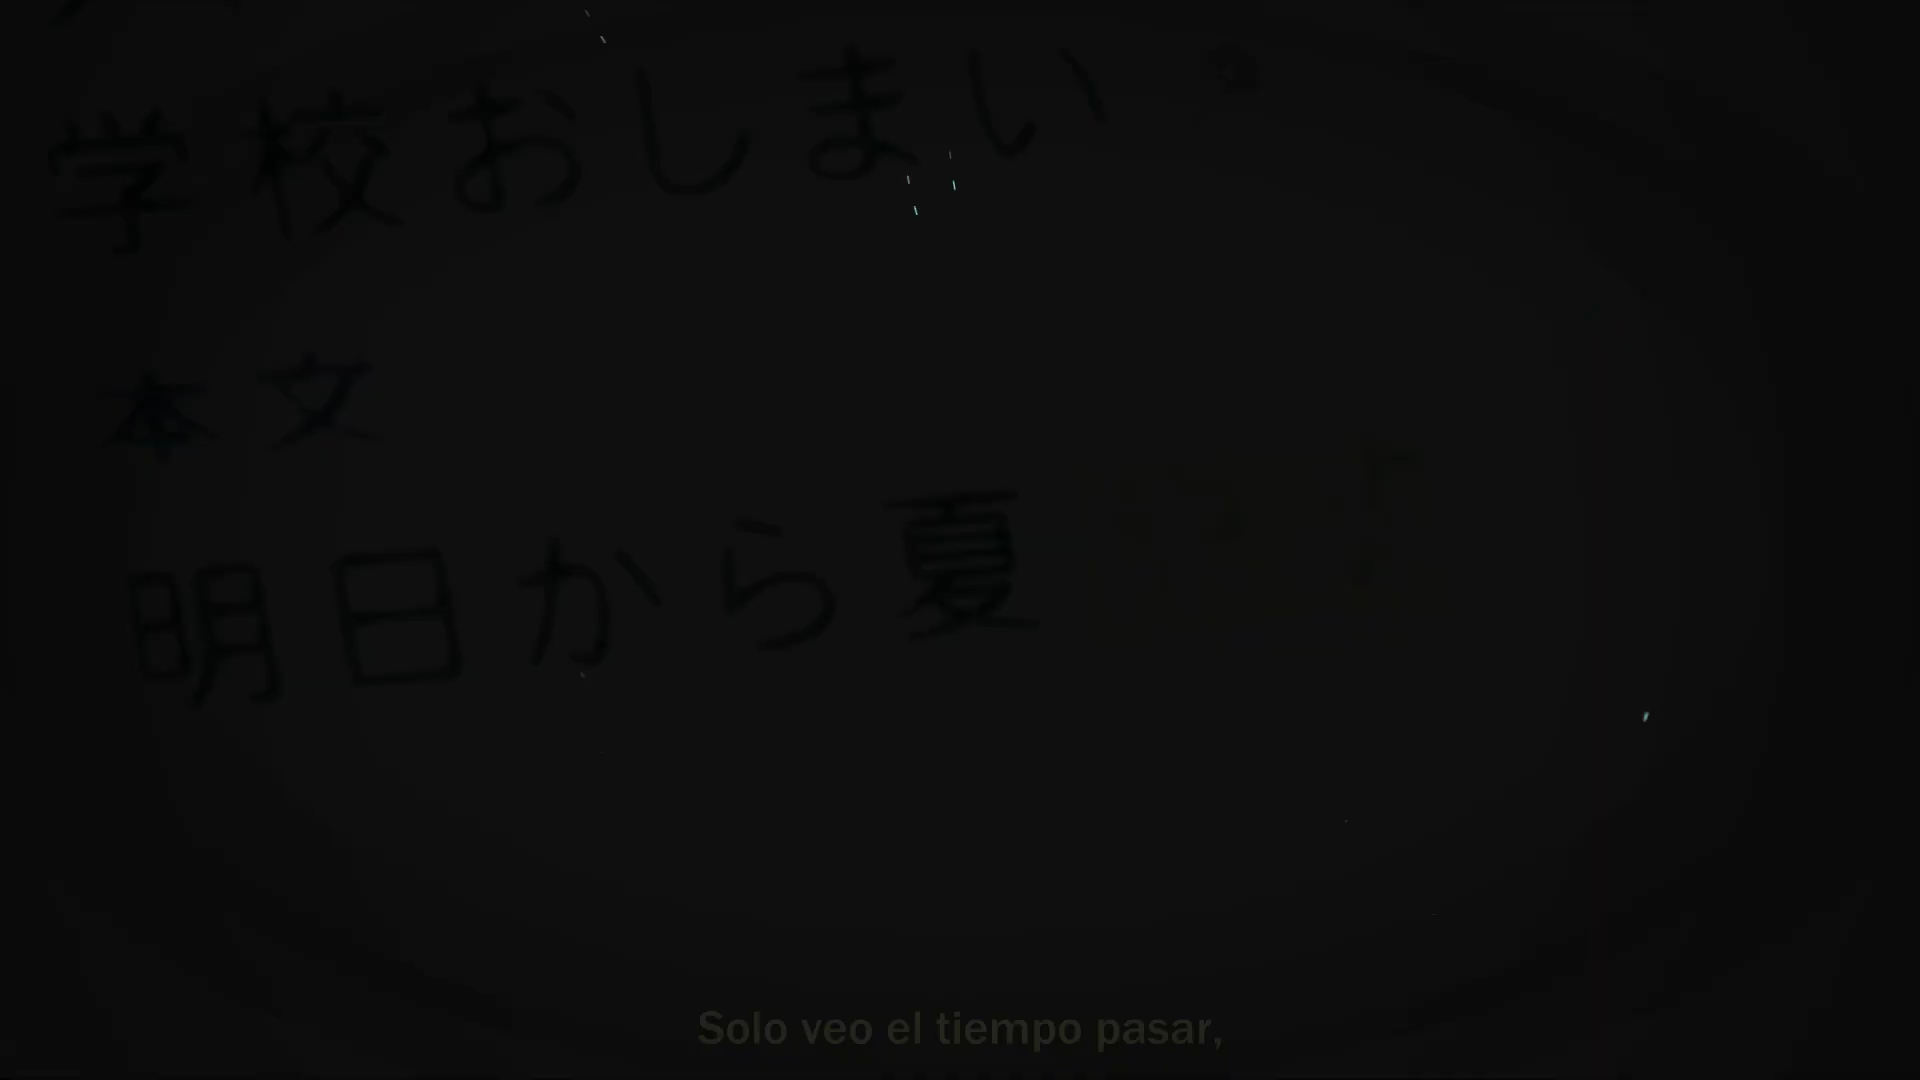 学校おしまい
本文
明日から夏
Solo veo el tiempo pasar,